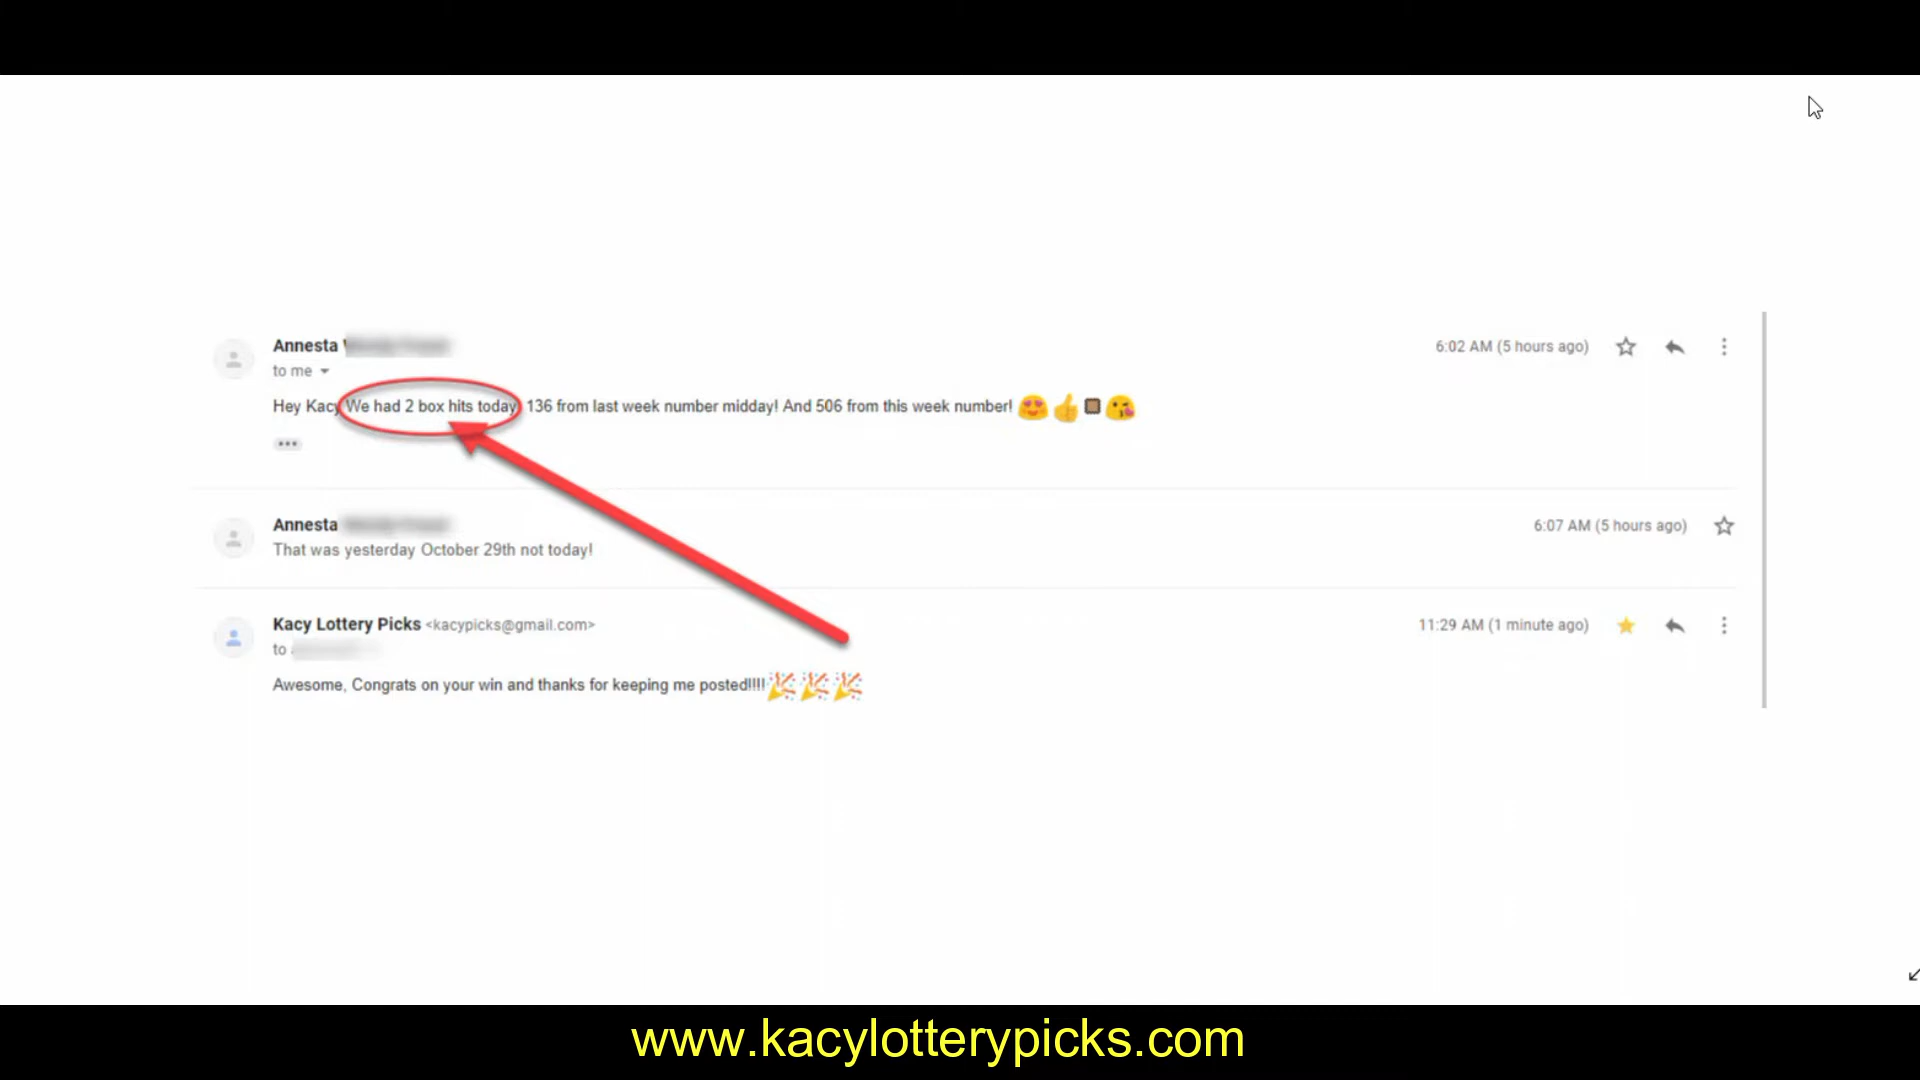 Annesta
6:02 AM (5 hours ago)
to me
Hey Kacy We had 2 box hits today 136 from last week number midday! And 506 from this week number! 😍👍🏾😘
Annesta
6:07 AM (5 hours ago)
That was yesterday October 29th not today!
Kacy Lottery Picks <kacypicks@gmail.com>
11:29 AM (1 minute ago)
to
Awesome, Congrats on your win and thanks for keeping me posted!!!!🎉🎉🎉
www.kacylotterypicks.com